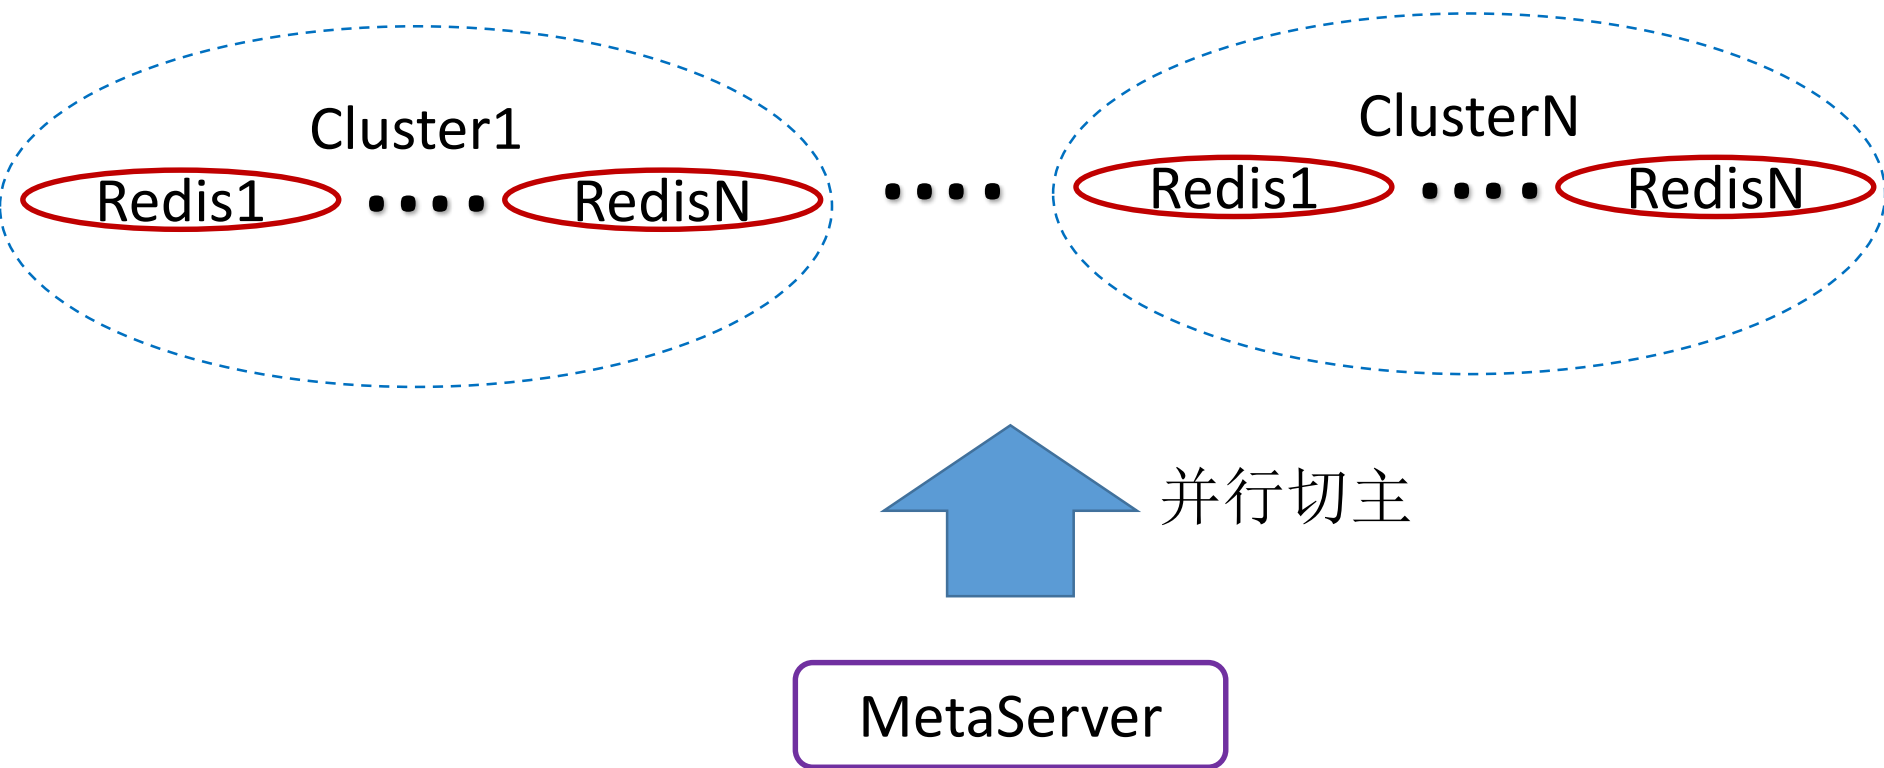 Cluster1
Redis1 .... RedisN
....
ClusterN
Redis1 .... RedisN
并行切主
MetaServer